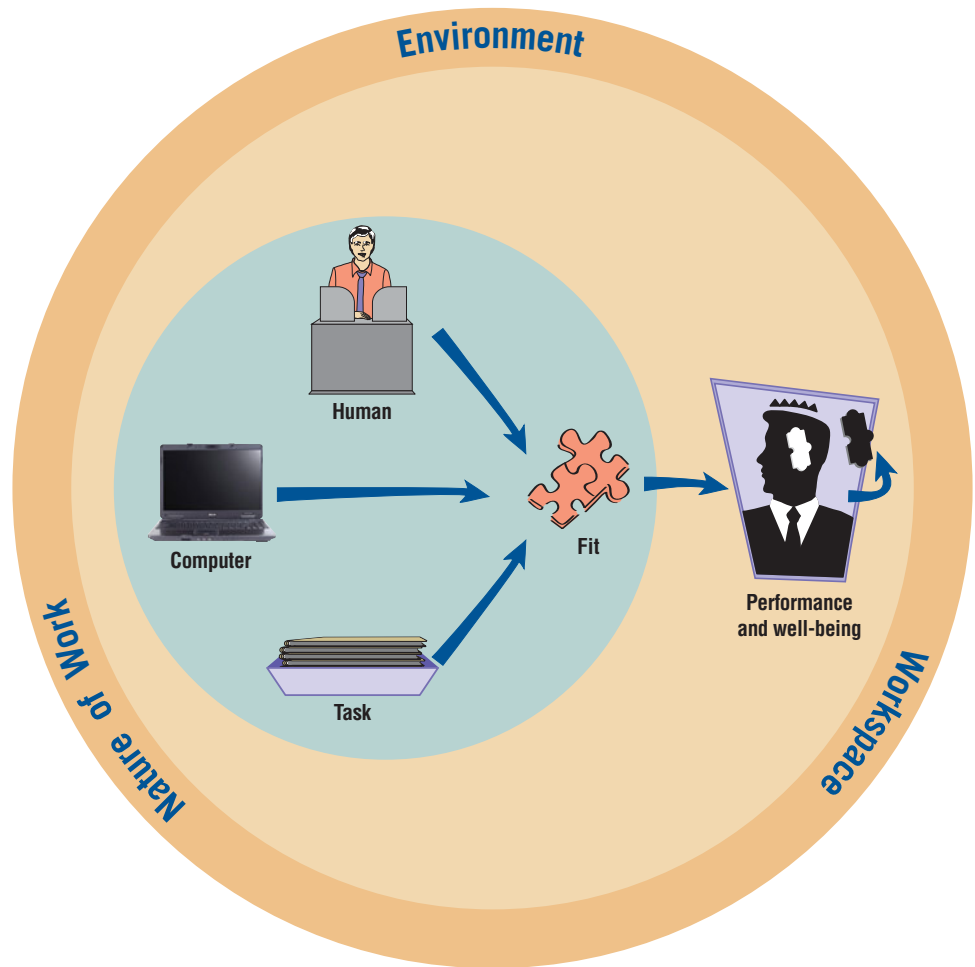 Environment
Human
Computer
Fit
Performance
and well-being
Task
Nature of Work
Workspace